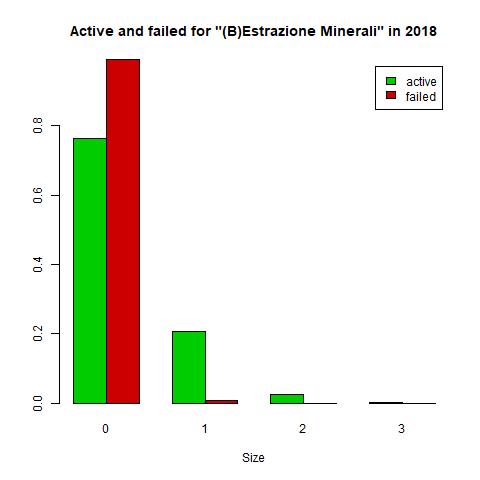 Active and failed for "(B)Estrazione Minerali" in 2018
active
failed
0.8
0.6
0.4
0.2
0.0
0 1 2 3
Size